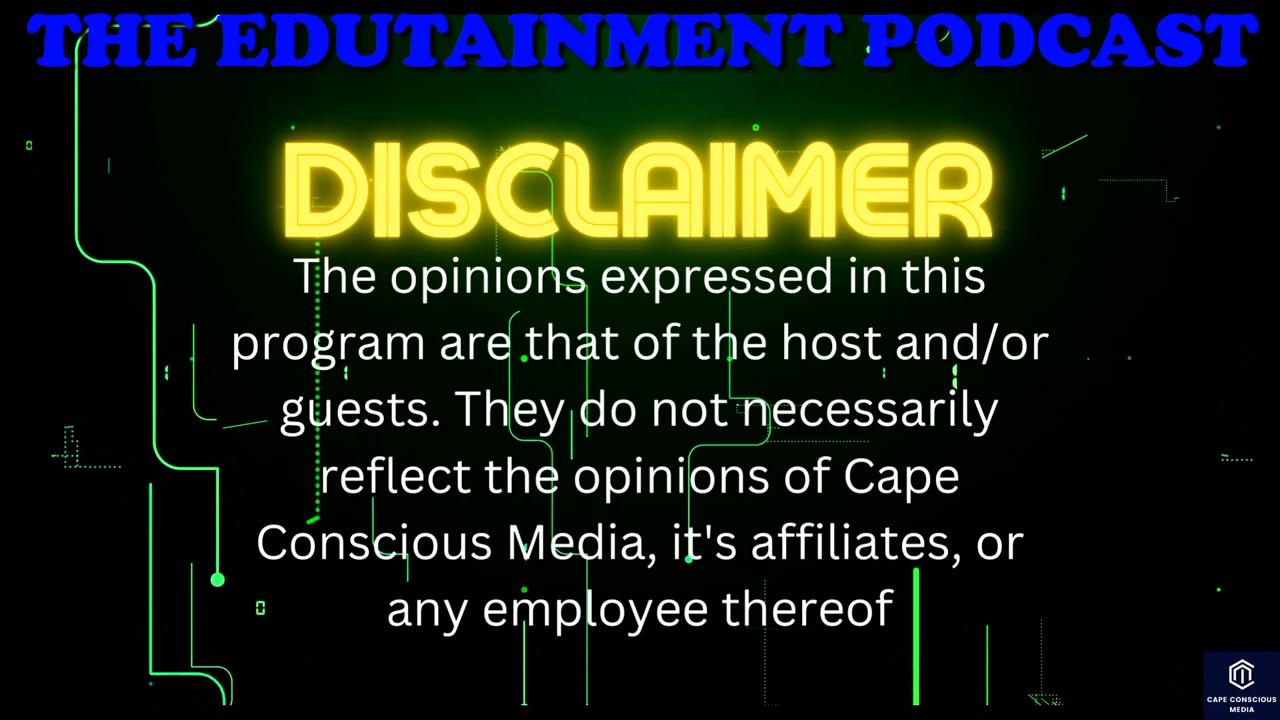 THE EDUTAINMENT PODCAST
DISCLAIMER
The opinions expressed in this
program are that of the host and/or
guests. They do not necessarily
reflect the opinions of Cape
Conscious Media, it's affiliates, or
any employee thereof
CAPE CONSCIOUS
MEDIA